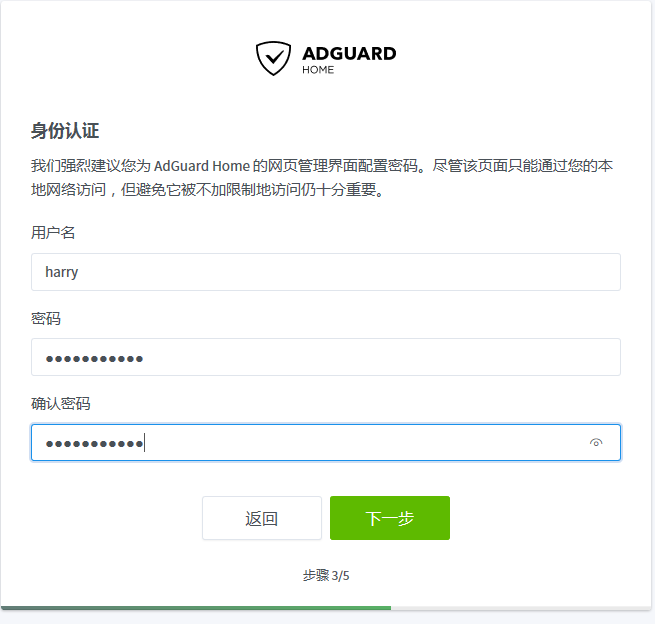 ADGUARD
HOME
身份认证
我们强烈建议您为 AdGuard Home 的网页管理界面配置密码。尽管该页面只能通过您的本
地网络访问，但避免它被不加限制地访问仍十分重要。
用户名
harry
密码
●●●●●●●●●●●
确认密码
●●●●●●●●●●●
返回
下一步
步骤 3/5